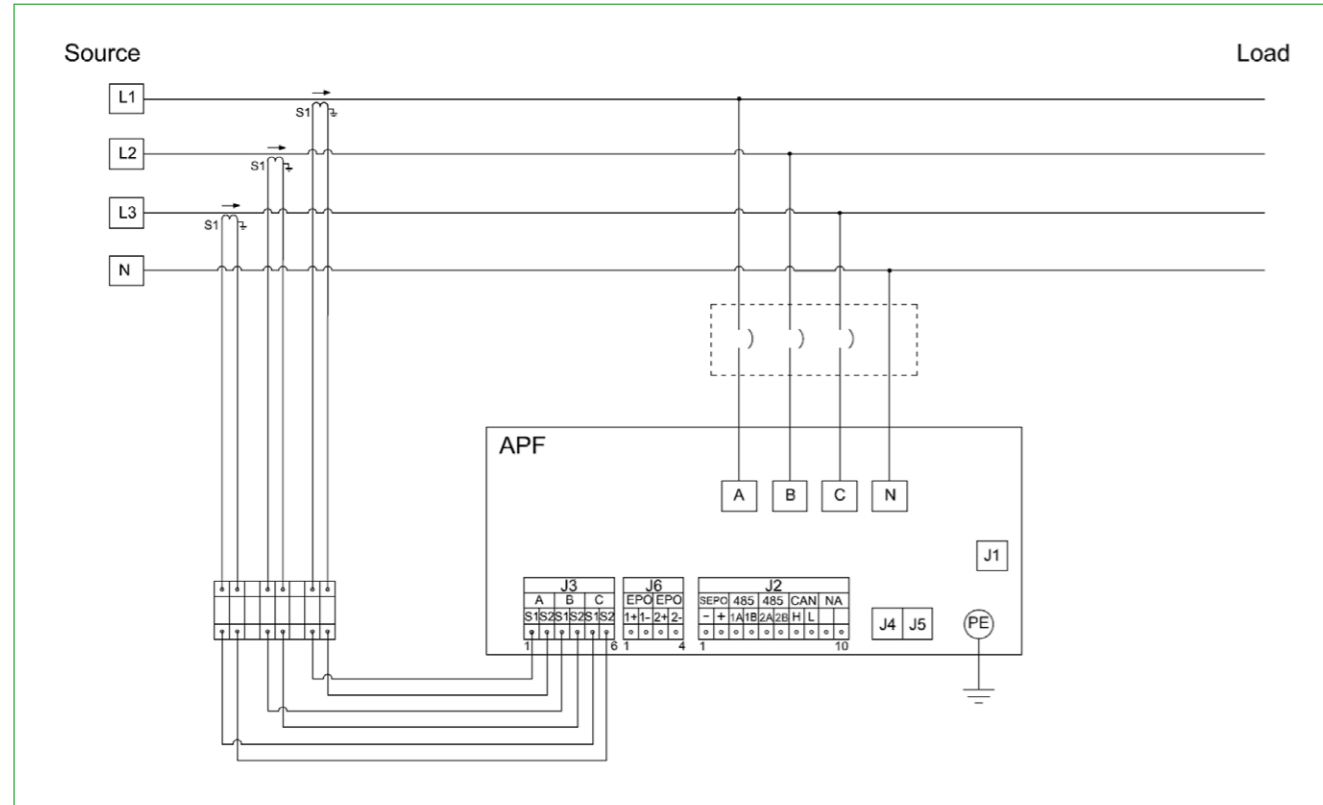 Source Load
L1
S1
L2
S1
L3
S1
N
APF
A B C N
J1
J3 J6 J2
A B C EPO EPO SEPO 485 485 CAN NA
S1 S2 S1 S2 S1 S2 1+ 1- 2+ 2- - + 1A 1B 2A 2B H L
J4 J5 PE
1 6 1 4 1 10